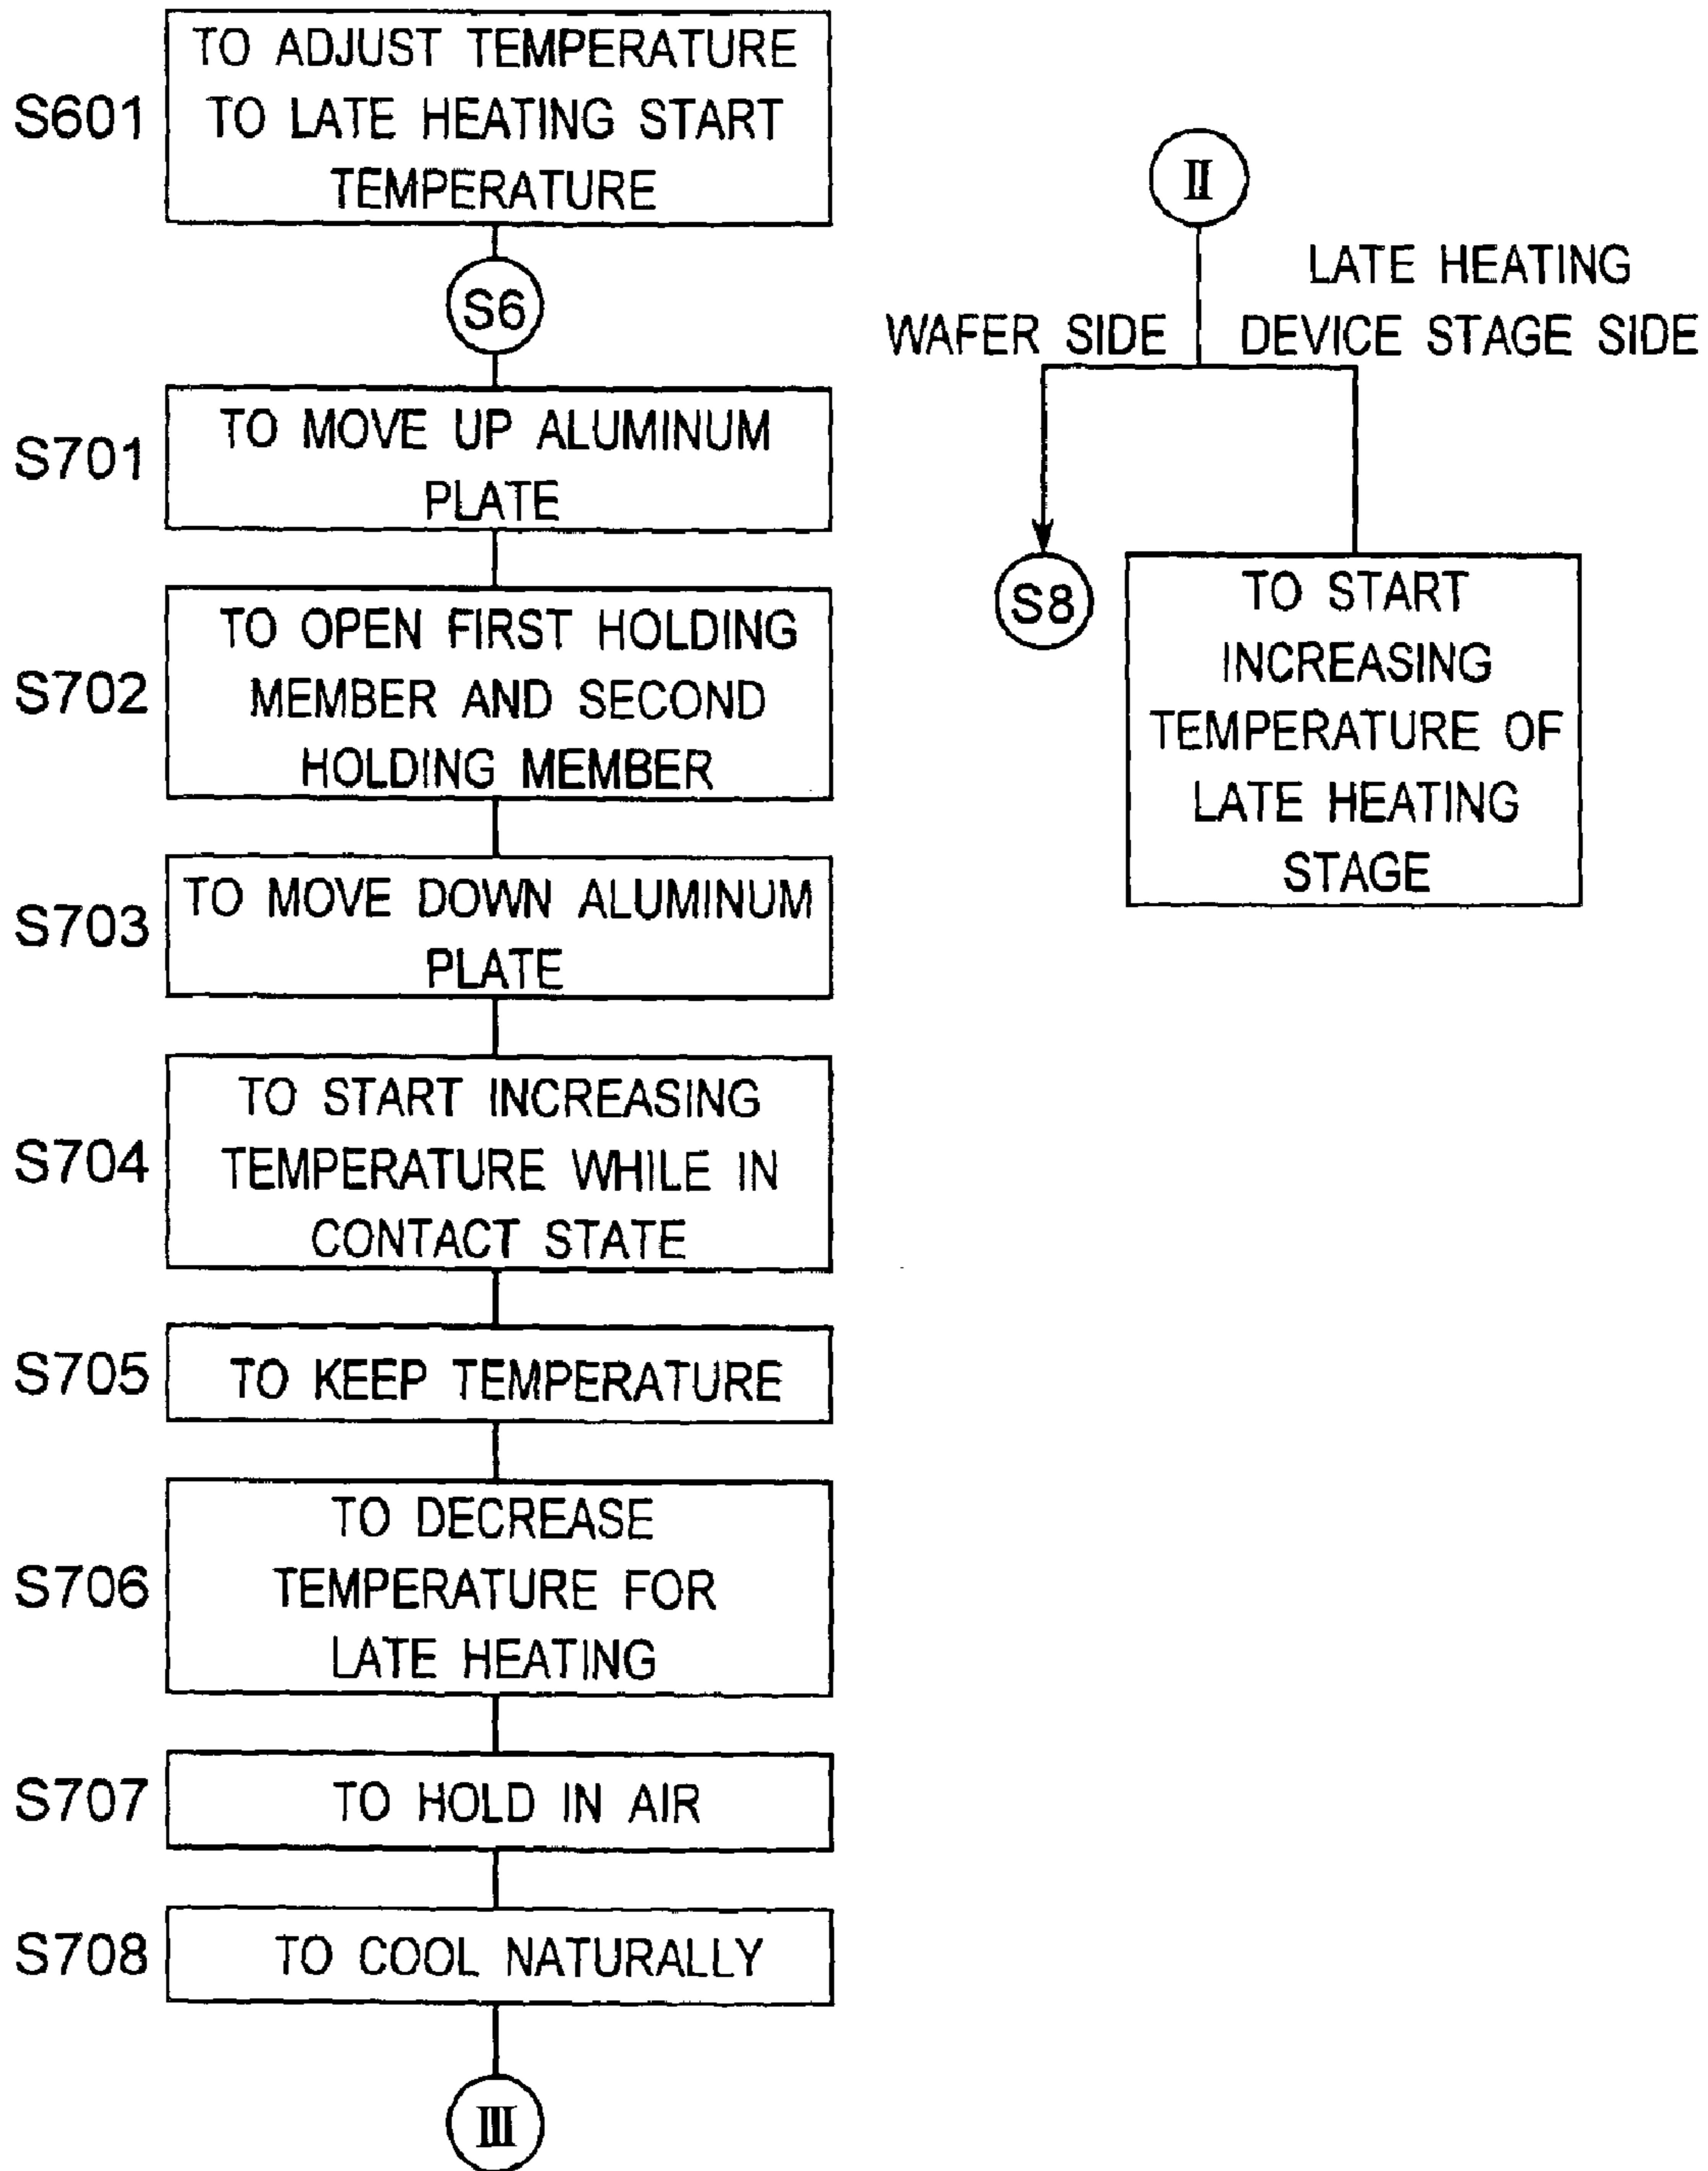 S601
TO ADJUST TEMPERATURE
TO LATE HEATING START
TEMPERATURE
S6
S701
TO MOVE UP ALUMINUM
PLATE
S702
TO OPEN FIRST HOLDING
MEMBER AND SECOND
HOLDING MEMBER
S703
TO MOVE DOWN ALUMINUM
PLATE
S704
TO START INCREASING
TEMPERATURE WHILE IN
CONTACT STATE
S705
TO KEEP TEMPERATURE
S706
TO DECREASE
TEMPERATURE FOR
LATE HEATING
S707
TO HOLD IN AIR
S708
TO COOL NATURALLY
III
II
WAFER SIDE
LATE HEATING
DEVICE STAGE SIDE
S8
TO START
INCREASING
TEMPERATURE OF
LATE HEATING
STAGE